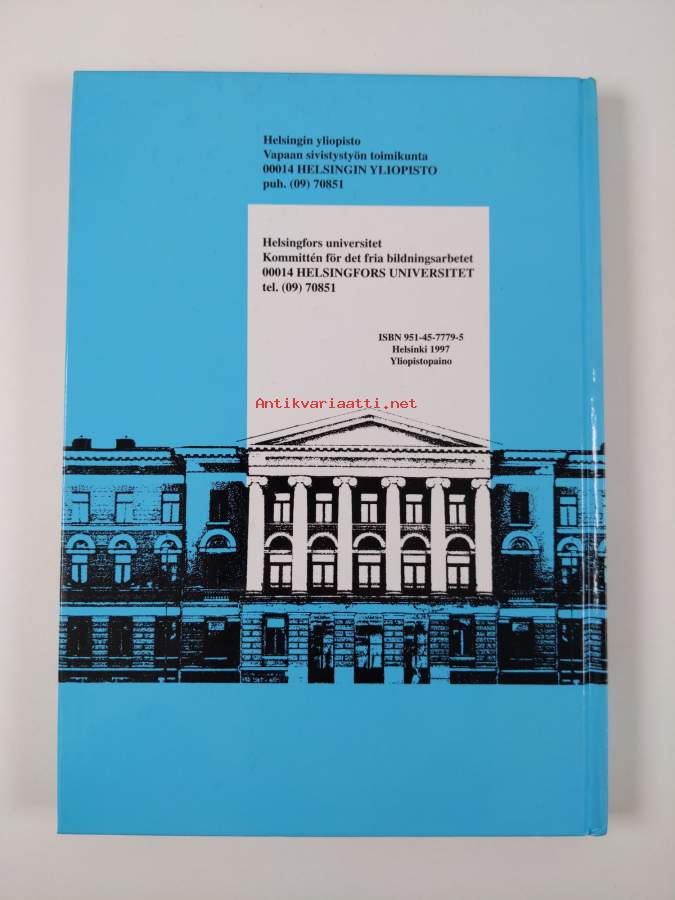 Helsingin yliopisto
Vapaan sivistystyön toimikunta
00014 HELSINGIN YLIOPISTO
puh. (09) 70851
Helsingfors universitet
Kommittén för det fria bildningsarbetet
00014 HELSINGFORS UNIVERSITET
tel. (09) 70851
ISBN 951-45-7779-5
Helsinki 1997
Yliopistopaino
Antikvariaatti.net